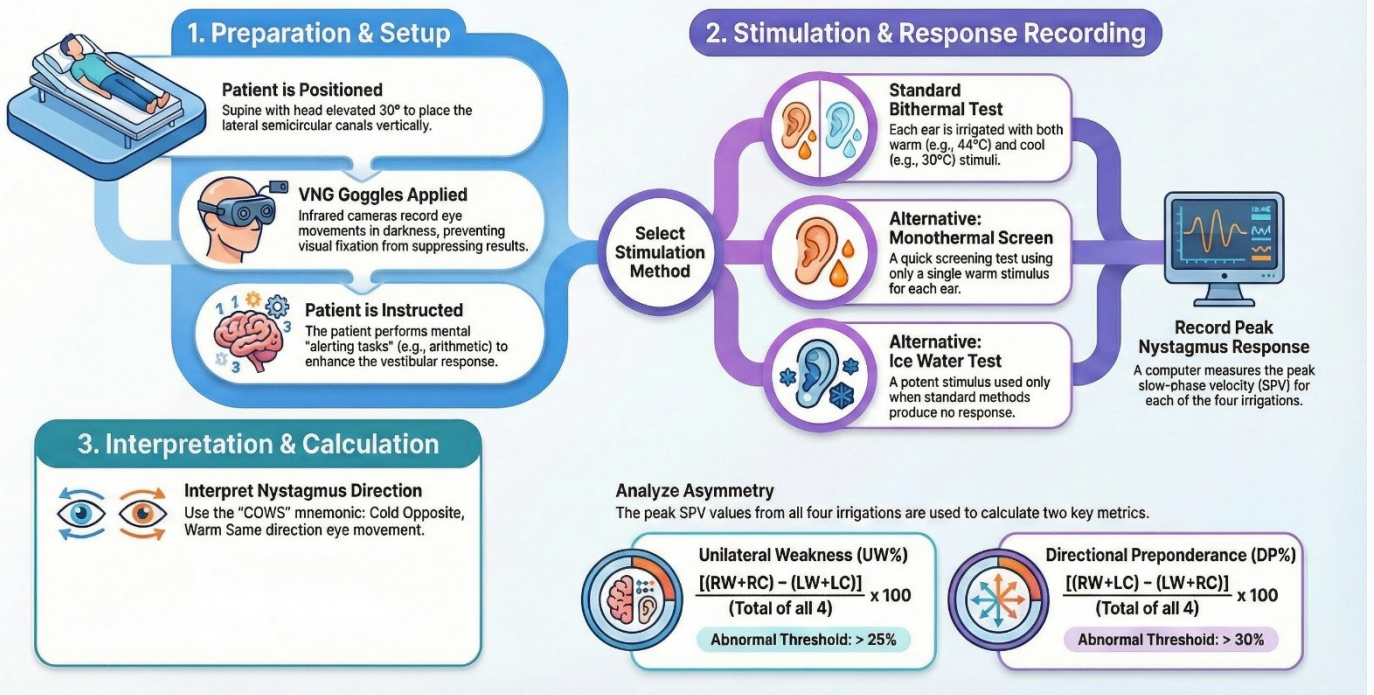 1. Preparation & Setup
Patient is Positioned
Supine with head elevated 30° to place the
lateral semicircular canals vertically.
VNG Goggles Applied
Infrared cameras record eye
movements in darkness, preventing
visual fixation from suppressing results.
1 1
3
3
Patient is Instructed
The patient performs mental
"alerting tasks" (e.g., arithmetic) to
enhance the vestibular response.
2. Stimulation & Response Recording
Select
Stimulation
Method
Standard
Bithermal Test
Each ear is irrigated with both
warm (e.g., 44°C) and cool
(e.g., 30°C) stimuli.
Alternative:
Monothermal Screen
A quick screening test using
only a single warm stimulus
for each ear.
Alternative:
Ice Water Test
A potent stimulus used only
when standard methods
produce no response.
Record Peak
Nystagmus Response
A computer measures the peak
slow-phase velocity (SPV) for
each of the four irrigations.
3. Interpretation & Calculation
Interpret Nystagmus Direction
Use the "COWS" mnemonic: Cold Opposite,
Warm Same direction eye movement.
Analyze Asymmetry
The peak SPV values from all four irrigations are used to calculate two key metrics.
Unilateral Weakness (UW%)
[(RW+RC) – (LW+LC)]
(Total of all 4)
x 100
Abnormal Threshold: > 25%
Directional Preponderance (DP%)
[(RW+LC) – (LW+RC)]
(Total of all 4)
x 100
Abnormal Threshold: > 30%